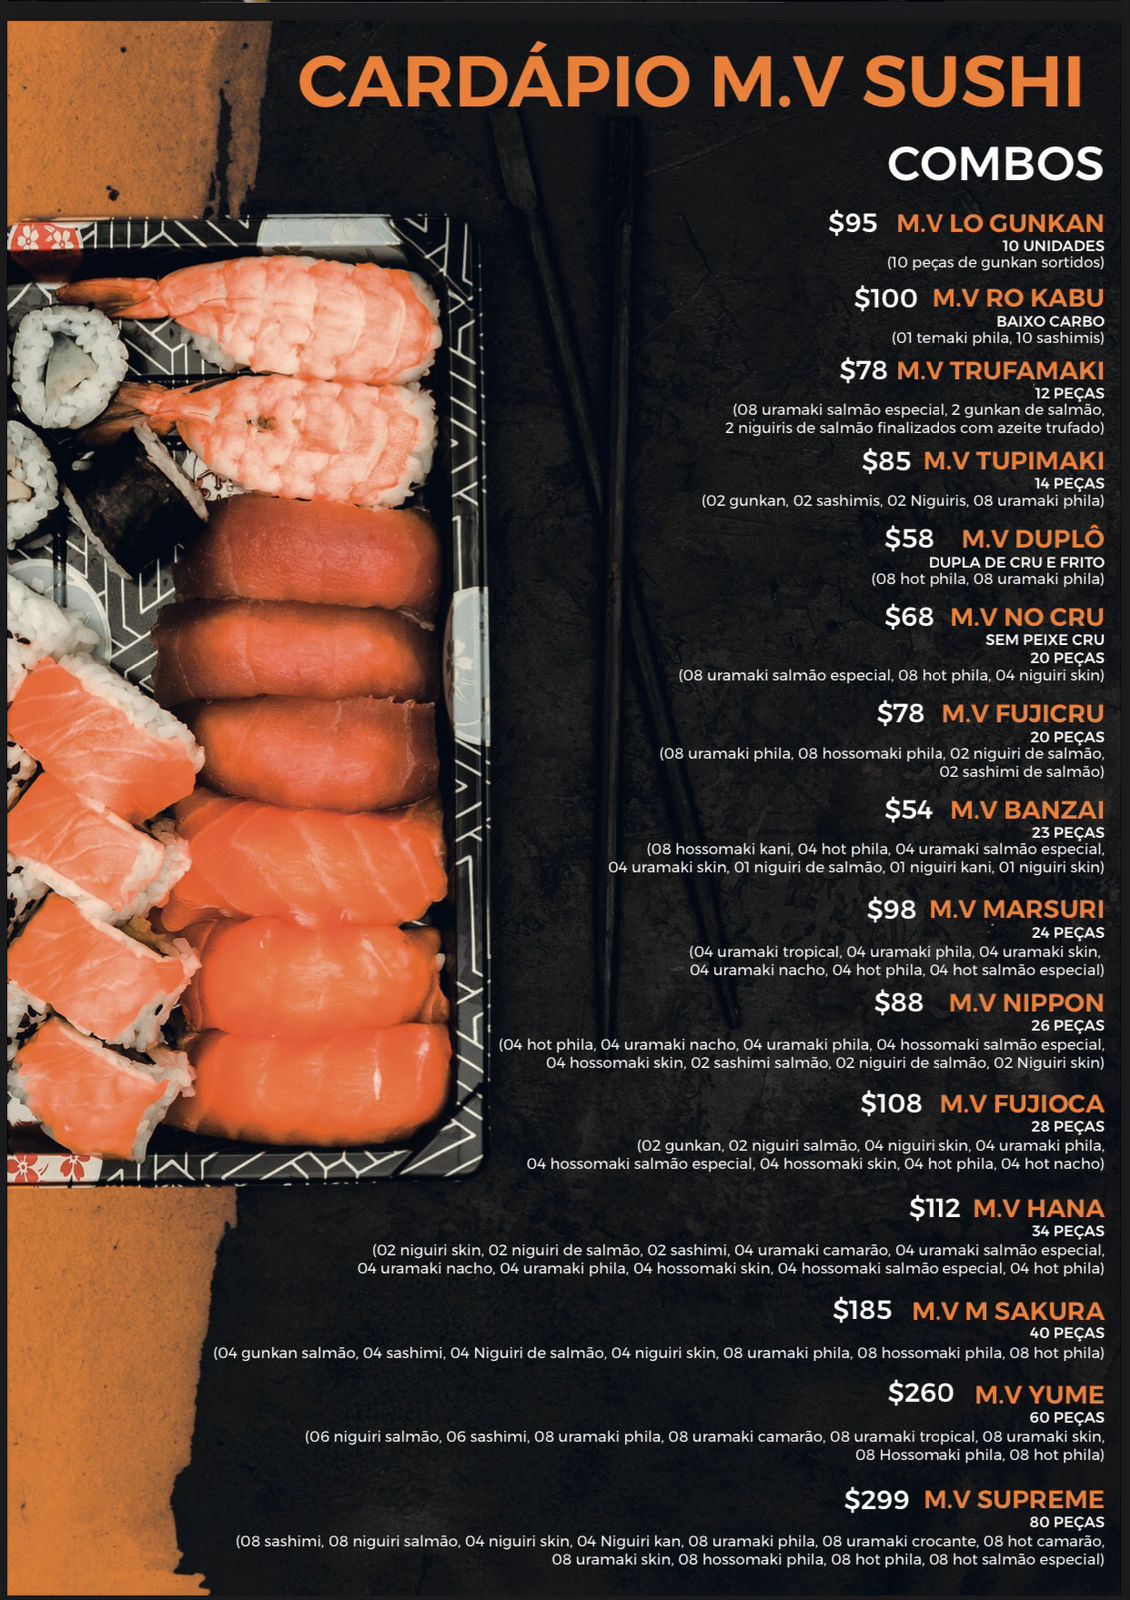 CARDÁPIO M.V SUSHI
COMBOS
$95 M.V LO GUNKAN
10 UNIDADES
(10 peças de gunkan sortidos)
$100 M.V RO KABU
BAIXO CARBO
(01 temaki phila, 10 sashimis)
$78 M.V TRUFAMAKI
12 PEÇAS
(08 uramaki salmão especial, 2 gunkan de salmão,
2 niguiris de salmão finalizados com azeite trufado)
$85 M.V TUPIMAKI
14 PEÇAS
(02 gunkan, 02 sashimis, 02 Niguiris, 08 uramaki phila)
$58 M.V DUPLÔ
DUPLA DE CRU E FRITO
(08 hot phila, 08 uramaki phila)
$68 M.V NO CRU
SEM PEIXE CRU
20 PEÇAS
(08 uramaki salmão especial, 08 hot phila, 04 niguiri skin)
$78 M.V FUJICRU
20 PEÇAS
(08 uramaki phila, 08 hossomaki phila, 02 niguiri de salmão,
02 sashimi de salmão)
$54 M.V BANZAI
23 PEÇAS
(08 hossomaki kani, 04 hot phila, 04 uramaki salmão especial,
04 uramaki skin, 01 niguiri de salmão, 01 niguiri kani, 01 niguiri skin)
$98 M.V MARSURI
24 PEÇAS
(04 uramaki tropical, 04 uramaki phila, 04 uramaki skin,
04 uramaki nacho, 04 hot phila, 04 hot salmão especial)
$88 M.V NIPPON
26 PEÇAS
(04 hot phila, 04 uramaki nacho, 04 uramaki phila, 04 hossomaki salmão especial,
04 hossomaki skin, 02 sashimi salmão, 02 niguiri de salmão, 02 Niguiri skin)
$108 M.V FUJIOCA
28 PEÇAS
(02 gunkan, 02 niguiri salmão, 04 niguiri skin, 04 uramaki phila,
04 hossomaki salmão especial, 04 hossomaki skin, 04 hot phila, 04 hot nacho)
$112 M.V HANA
34 PEÇAS
(02 niguiri skin, 02 niguiri de salmão, 02 sashimi, 04 uramaki camarão, 04 uramaki salmão especial,
04 uramaki nacho, 04 uramaki phila, 04 hossomaki skin, 04 hossomaki salmão especial, 04 hot phila)
$185 M.V M SAKURA
40 PEÇAS
(04 gunkan salmão, 04 sashimi, 04 Niguiri de salmão, 04 niguiri skin, 08 uramaki phila, 08 hossomaki phila, 08 hot phila)
$260 M.V YUME
60 PEÇAS
(06 niguiri salmão, 06 sashimi, 08 uramaki phila, 08 uramaki camarão, 08 uramaki tropical, 08 uramaki skin,
08 Hossomaki phila, 08 hot phila)
$299 M.V SUPREME
80 PEÇAS
(08 sashimi, 08 niguiri salmão, 04 niguiri skin, 04 Niguiri kan, 08 uramaki phila, 08 uramaki crocante, 08 hot camarão,
08 uramaki skin, 08 hossomaki phila, 08 hot phila, 08 hot salmão especial)